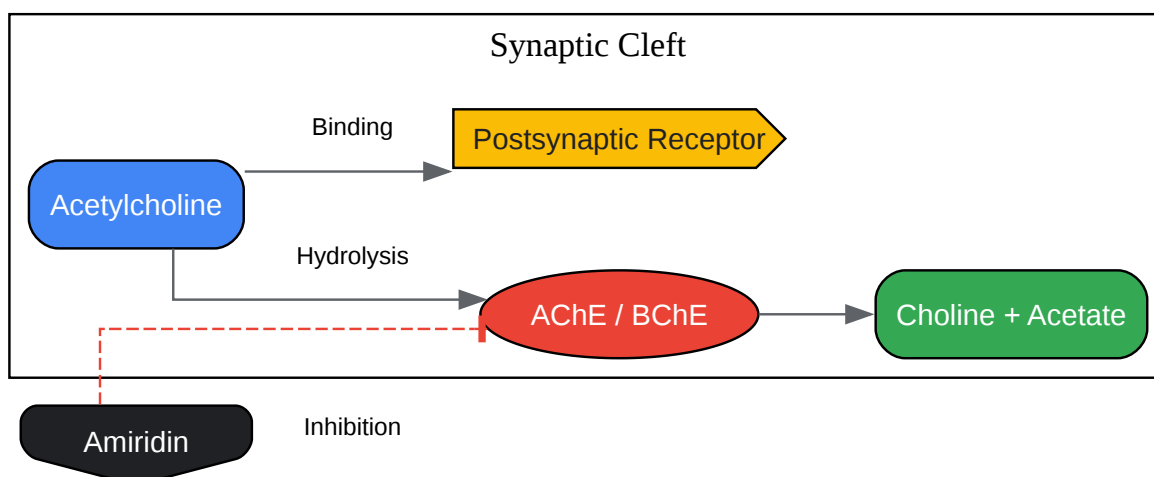 Synaptic Cleft
Binding
Postsynaptic Receptor
Acetylcholine
Hydrolysis
AChE / BChE
Choline + Acetate
Amiridin
Inhibition